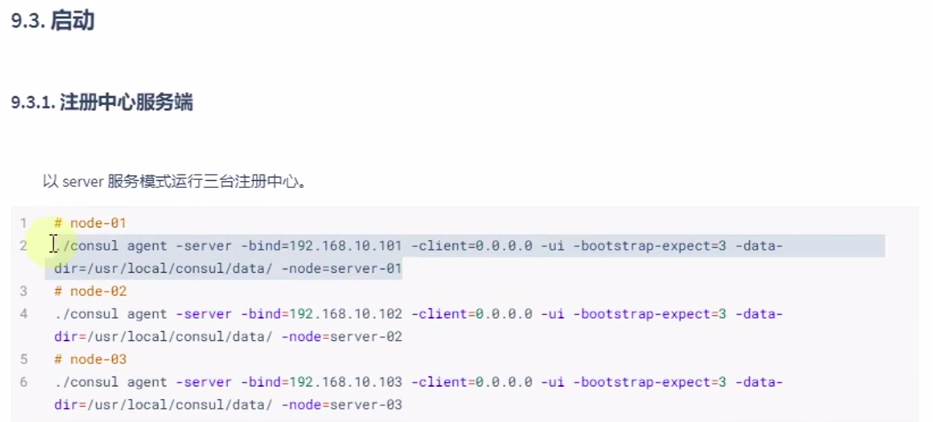 9.3. 启动
9.3.1. 注册中心服务端
以 server 服务模式运行三台注册中心。
1 # node-01
2 ./consul agent -server -bind=192.168.10.101 -client=0.0.0.0 -ui -bootstrap-expect=3 -data-
dir=/usr/local/consul/data/ -node=server-01
3 # node-02
4 ./consul agent -server -bind=192.168.10.102 -client=0.0.0.0 -ui -bootstrap-expect=3 -data-
dir=/usr/local/consul/data/ -node=server-02
5 # node-03
6 ./consul agent -server -bind=192.168.10.103 -client=0.0.0.0 -ui -bootstrap-expect=3 -data-
dir=/usr/local/consul/data/ -node=server-03